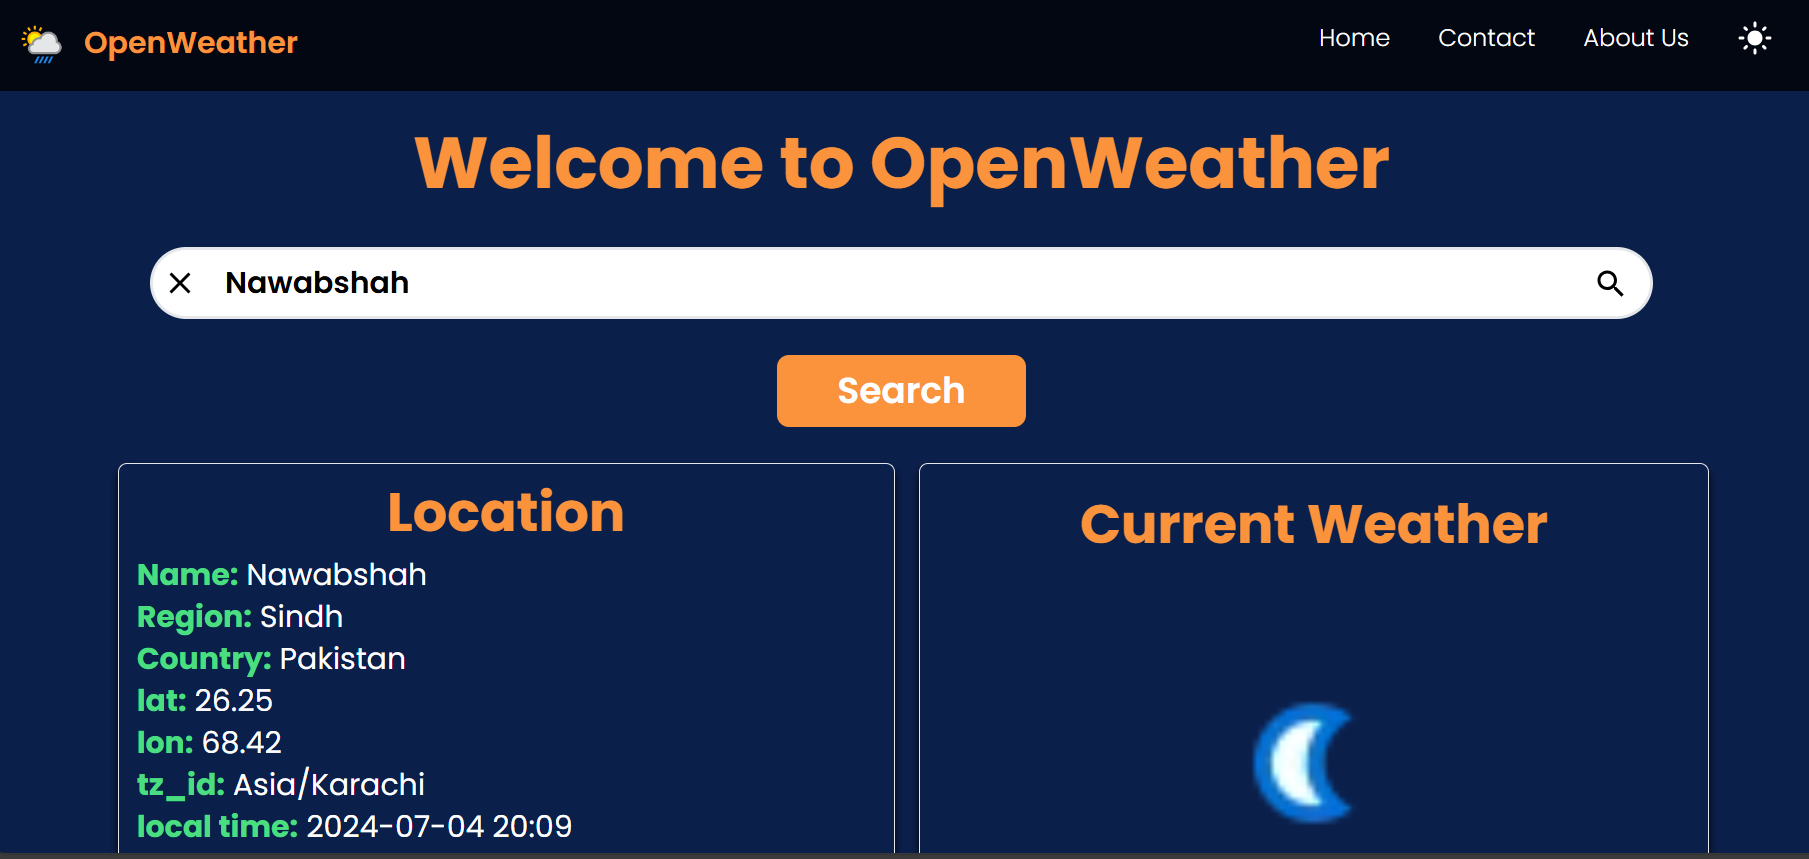 OpenWeather
Home Contact About Us
Welcome to OpenWeather
Nawabshah
Search
Location
Name: Nawabshah
Region: Sindh
Country: Pakistan
lat: 26.25
lon: 68.42
tz_id: Asia/Karachi
local time: 2024-07-04 20:09
Current Weather